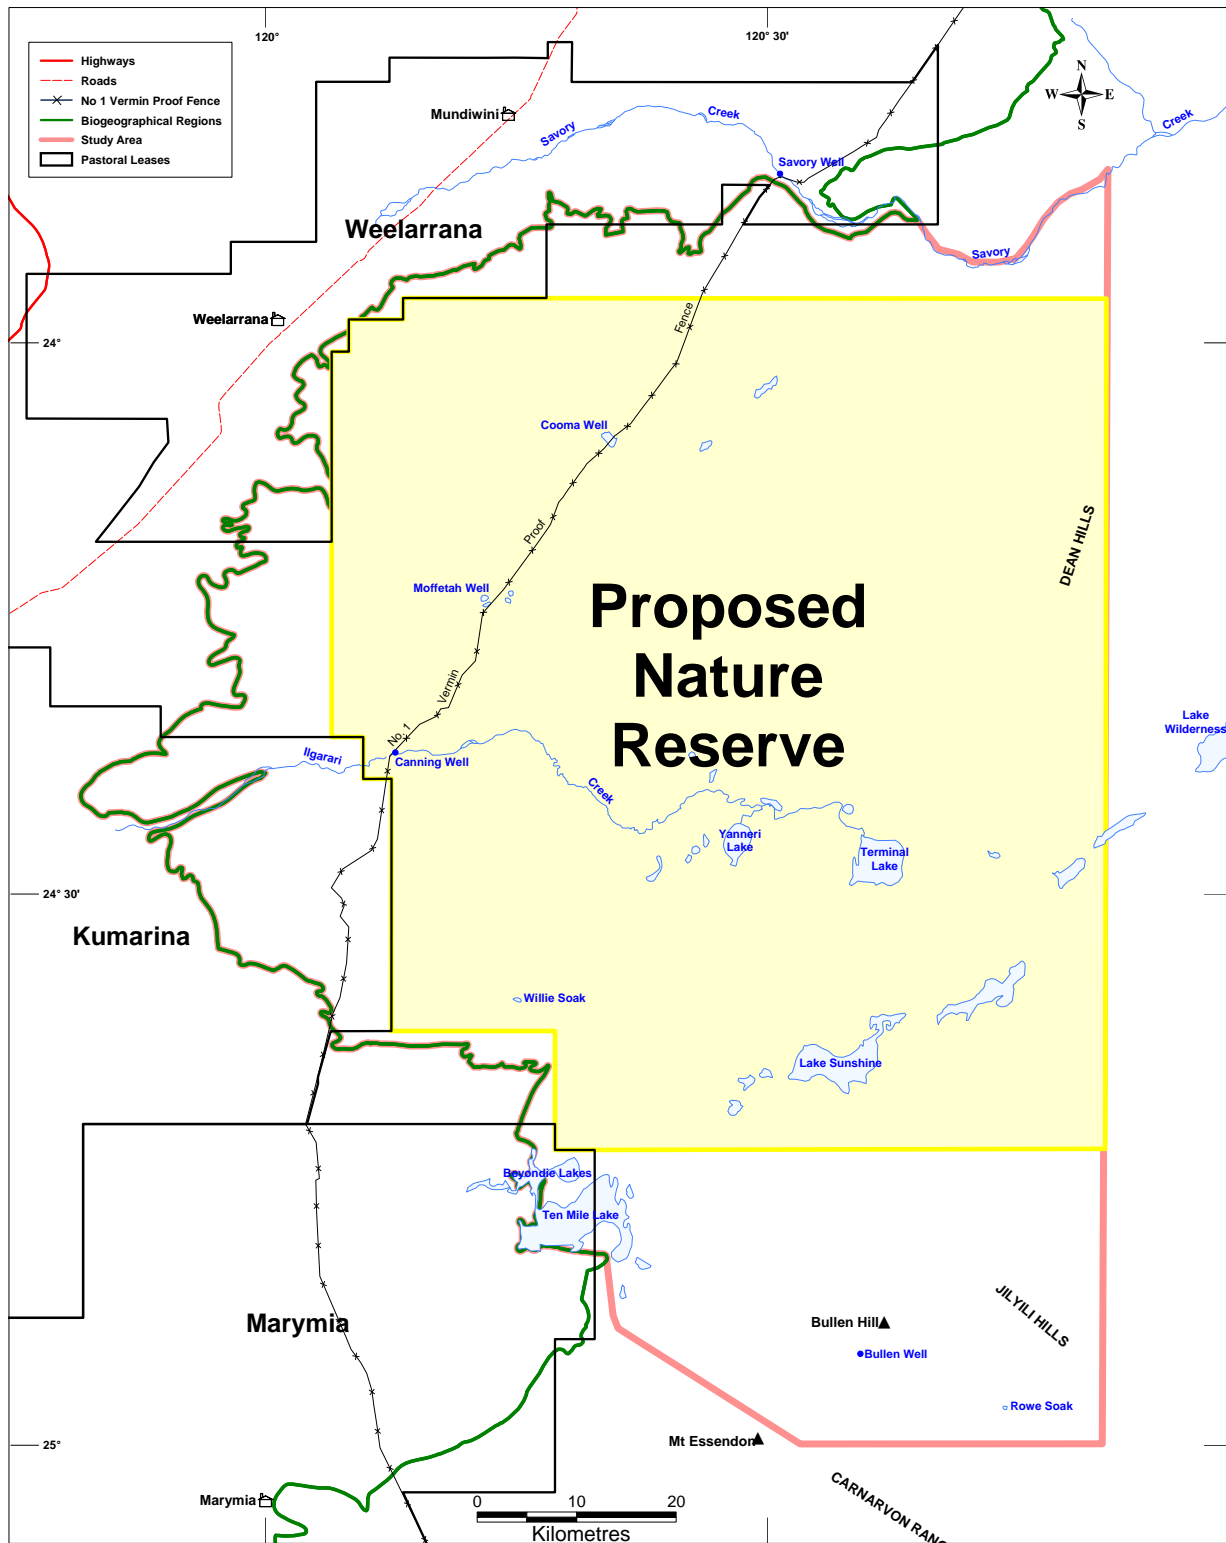 120°
120° 30'
Highways
Roads
No 1 Vermin Proof Fence
Biogeographical Regions
Study Area
Pastoral Leases
N
W E
S
Mundiwini
Savory
Creek
Creek
Savory Well
Weelarrana
Savory
Weelarrana
24°
Fence
Cooma Well
Proof
DEAN HILLS
Moffetah Well
Proposed
Nature
Reserve
Vermin
No. 1
Lake
Wilderness
Ilgarari
Canning Well
Creek
Yanneri
Lake
Terminal
Lake
24° 30'
Kumarina
Willie Soak
Lake Sunshine
Beyondie Lakes
Ten Mile Lake
JILYILI HILLS
Marymia
Bullen Hill
Bullen Well
Rowe Soak
25°
Mt Essendon
Marymia
CARNARVON RANG
0 10 20
Kilometres